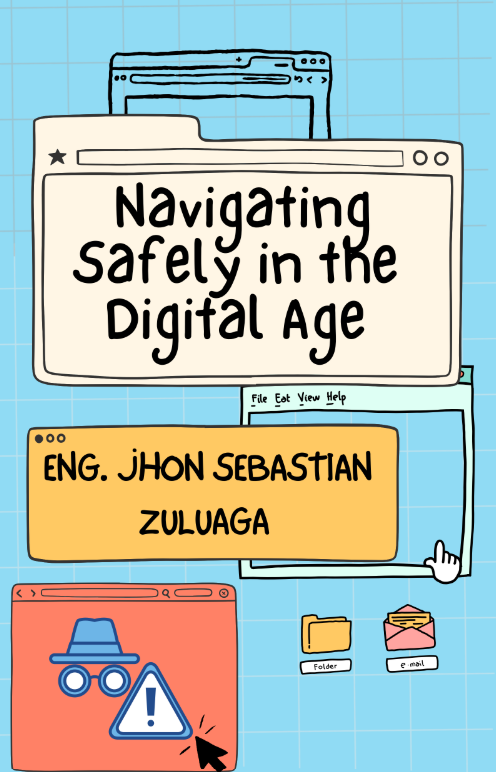 Navigating
Safely in the
Digital Age
File Eat View Help
ENG. JHON SEBASTIAN
ZULUAGA
Folder
e-mail